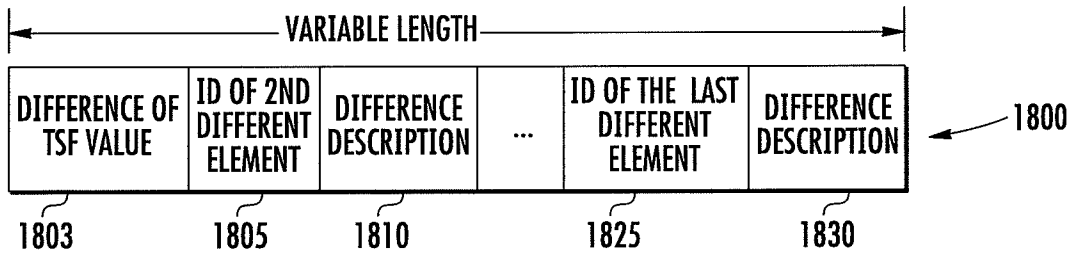 VARIABLE LENGTH
DIFFERENCE OF
TSF VALUE
ID OF 2ND
DIFFERENT
ELEMENT
DIFFERENCE
DESCRIPTION
...
ID OF THE LAST
DIFFERENT
ELEMENT
DIFFERENCE
DESCRIPTION
1800
1803
1805
1810
1825
1830